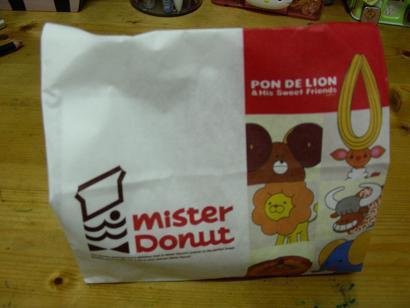 PON DE LION
& His Sweet Friends
mister
Donut